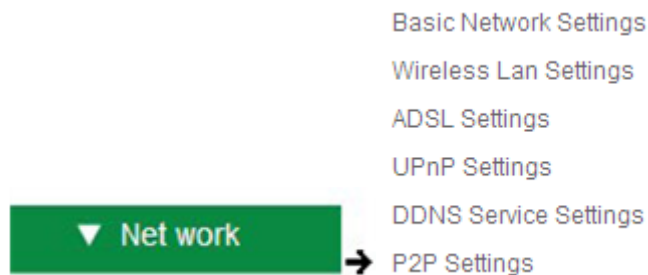 Basic Network Settings
Wireless Lan Settings
ADSL Settings
UPnP Settings
DDNS Service Settings
▼ Net work
➔ P2P Settings